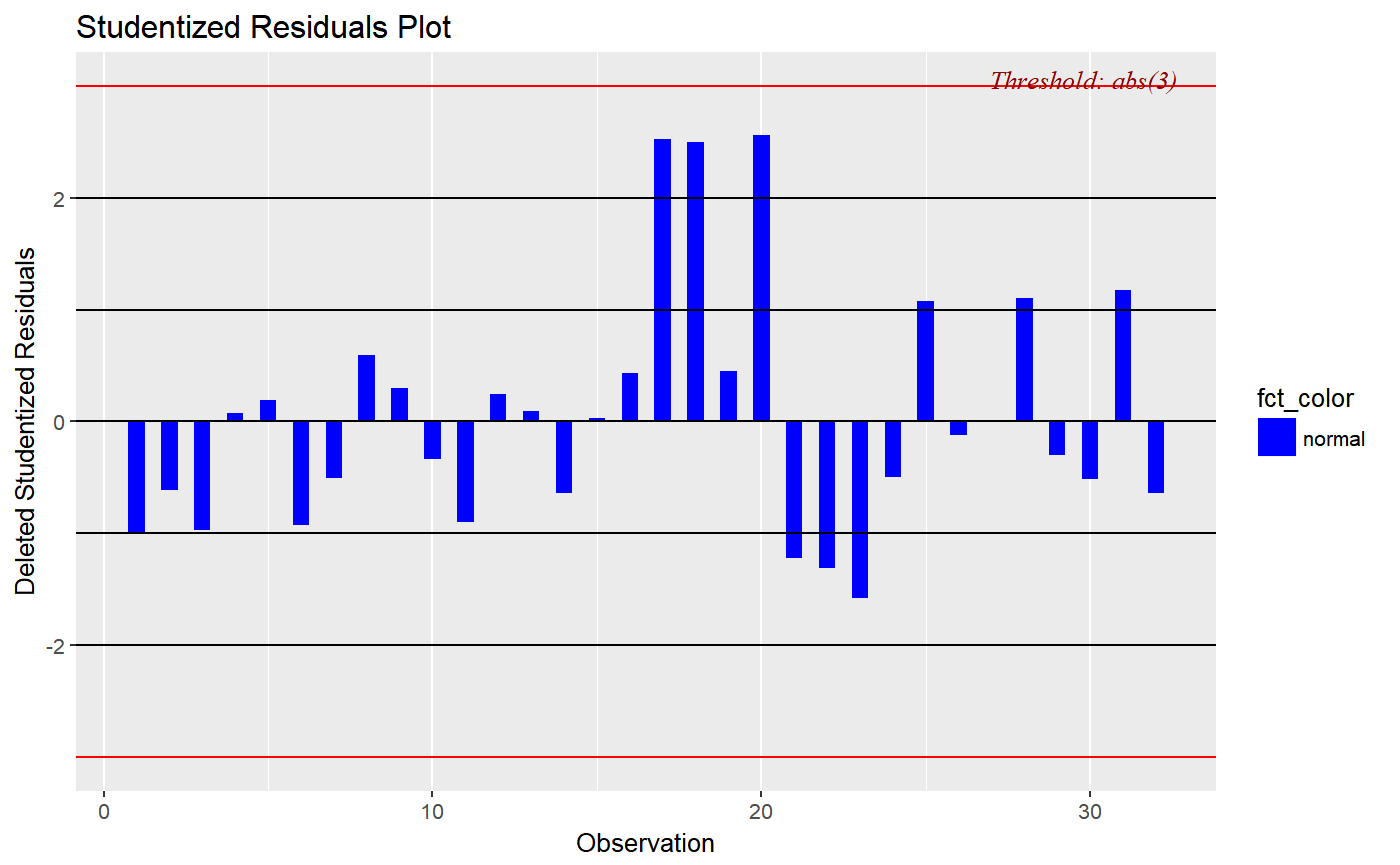 Studentized Residuals Plot
Threshold: abs(3)
Deleted Studentized Residuals
2
0
-2
0
10
20
30
Observation
fct_color
normal